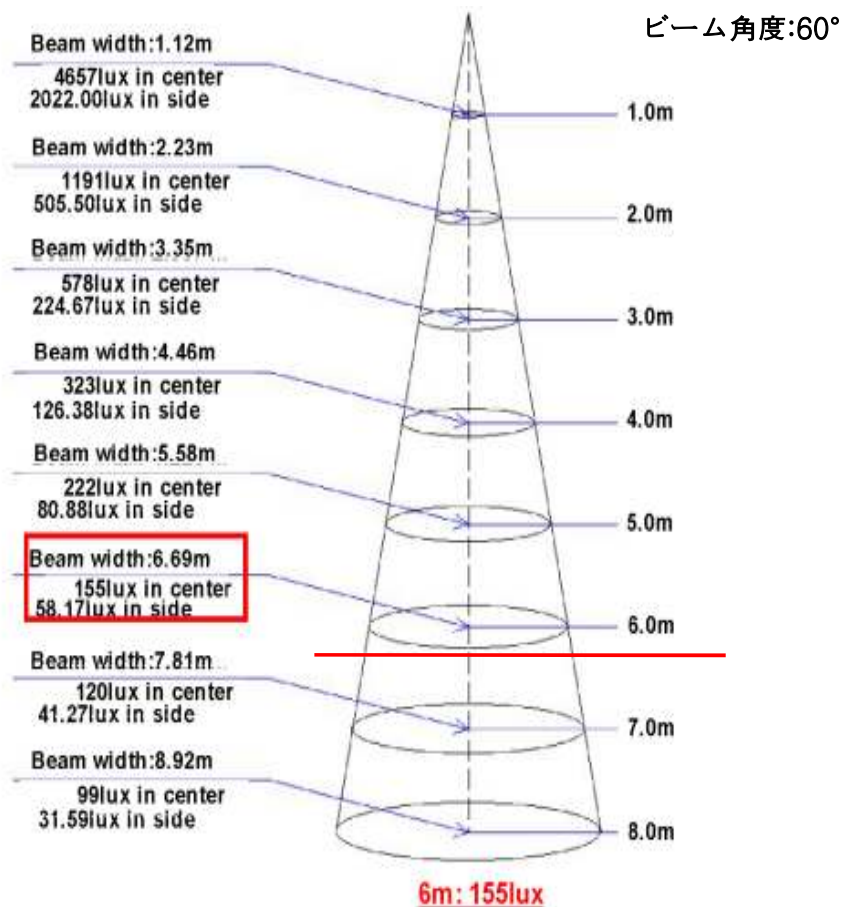 ビーム角度:60°
Beam width:1.12m
4657lux in center
2022.00lux in side
1.0m
Beam width:2.23m
1191lux in center
505.50lux in side
2.0m
Beam width:3.35m
578lux in center
224.67lux in side
3.0m
Beam width:4.46m
323lux in center
126.38lux in side
4.0m
Beam width:5.58m
222lux in center
80.88lux in side
5.0m
Beam width:6.69m
155lux in center
58.17lux in side
6.0m
Beam width:7.81m
120lux in center
41.27lux in side
7.0m
Beam width:8.92m
99lux in center
31.59lux in side
8.0m
6m: 155lux